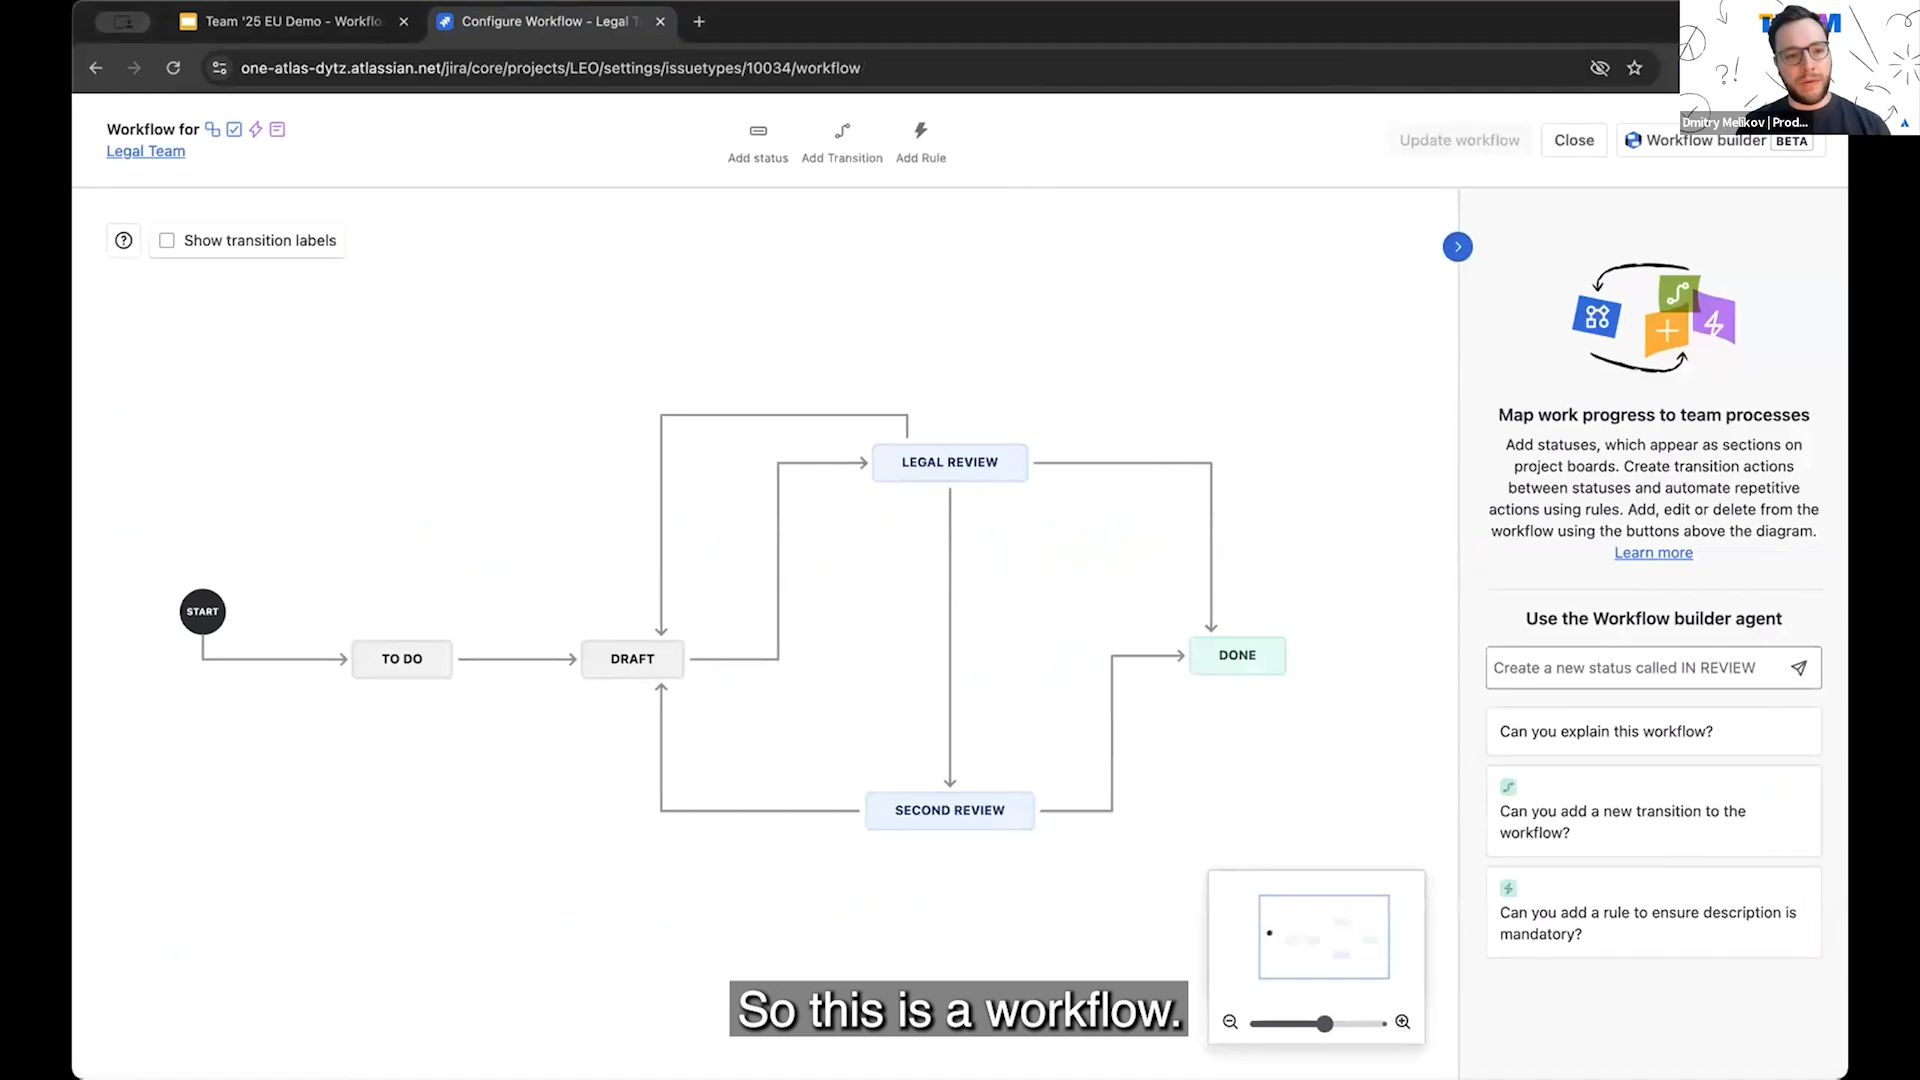 Team '25 EU Demo - Workflo
Configure Workflow - Legal T
one-atlas-dytz.atlassian.net/jira/core/projects/LEO/settings/issuetypes/10034/workflow
Dmitry Melikov | Prod...
Workflow for
Legal Team
Add status
Add Transition
Add Rule
Update workflow
Close
Workflow builder BETA
Show transition labels
START
TO DO
DRAFT
LEGAL REVIEW
SECOND REVIEW
DONE
Map work progress to team processes
Add statuses, which appear as sections on
project boards. Create transition actions
between statuses and automate repetitive
actions using rules. Add, edit or delete from the
workflow using the buttons above the diagram.
Learn more
Use the Workflow builder agent
Create a new status called IN REVIEW
Can you explain this workflow?
Can you add a new transition to the
workflow?
Can you add a rule to ensure description is
mandatory?
So this is a workflow.